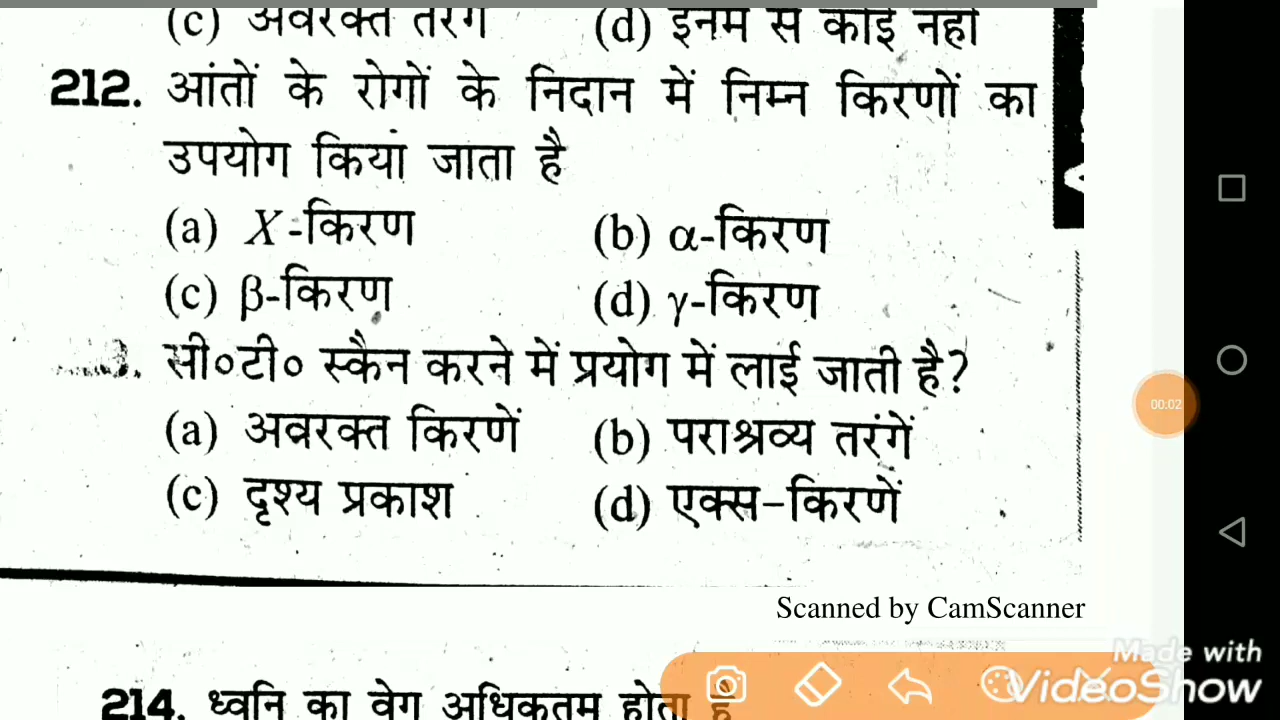 (c) अवरक्त तरंग (d) इनमें से कोई नहीं
212. आंतों के रोगों के निदान में निम्न किरणों का
उपयोग किया जाता है
(a) X-किरण (b) α-किरण
(c) β-किरण (d) γ-किरण
3. सी०टी० स्कैन करने में प्रयोग में लाई जाती है?
(a) अवरक्त किरणें (b) पराश्रव्य तरंगें
(c) दृश्य प्रकाश (d) एक्स-किरणें
00:02
Scanned by CamScanner
Made with
VideoShow
214. ध्वनि का वेग अधिकतम होता है